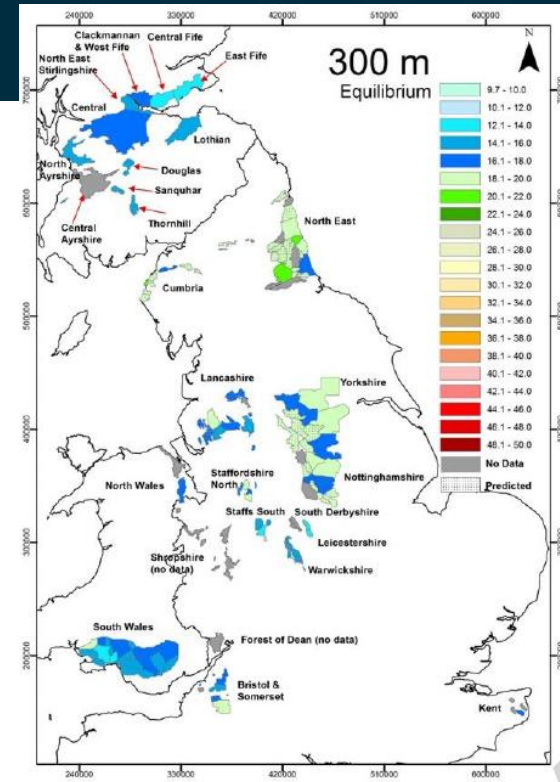 240000 330000 420000 510000 600000
300 m
Equilibrium
N
Clackmannan
& West Fife
Central Fife
North East
Stirlingshire
East Fife
Central
Lothian
North
Ayrshire
Douglas
Sanquhar
Central
Ayrshire
Thornhill
North East
Cumbria
Lancashire
Yorkshire
North Wales
Staffordshire
North
Nottinghamshire
Staffs South
South Derbyshire
Leicestershire
Shropshire
(no data)
Warwickshire
South Wales
Forest of Dean (no data)
Bristol &
Somerset
Kent
9.7 - 10.0
10.1 - 12.0
12.1 - 14.0
14.1 - 16.0
16.1 - 18.0
18.1 - 20.0
20.1 - 22.0
22.1 - 24.0
24.1 - 26.0
26.1 - 28.0
28.1 - 30.0
30.1 - 32.0
32.1 - 34.0
34.1 - 36.0
36.1 - 38.0
38.1 - 40.0
40.1 - 42.0
42.1 - 44.0
44.1 - 46.0
46.1 - 48.0
48.1 - 50.0
No Data
Predicted
700000
600000
500000
400000
300000
200000
240000 330000 420000 510000 600000